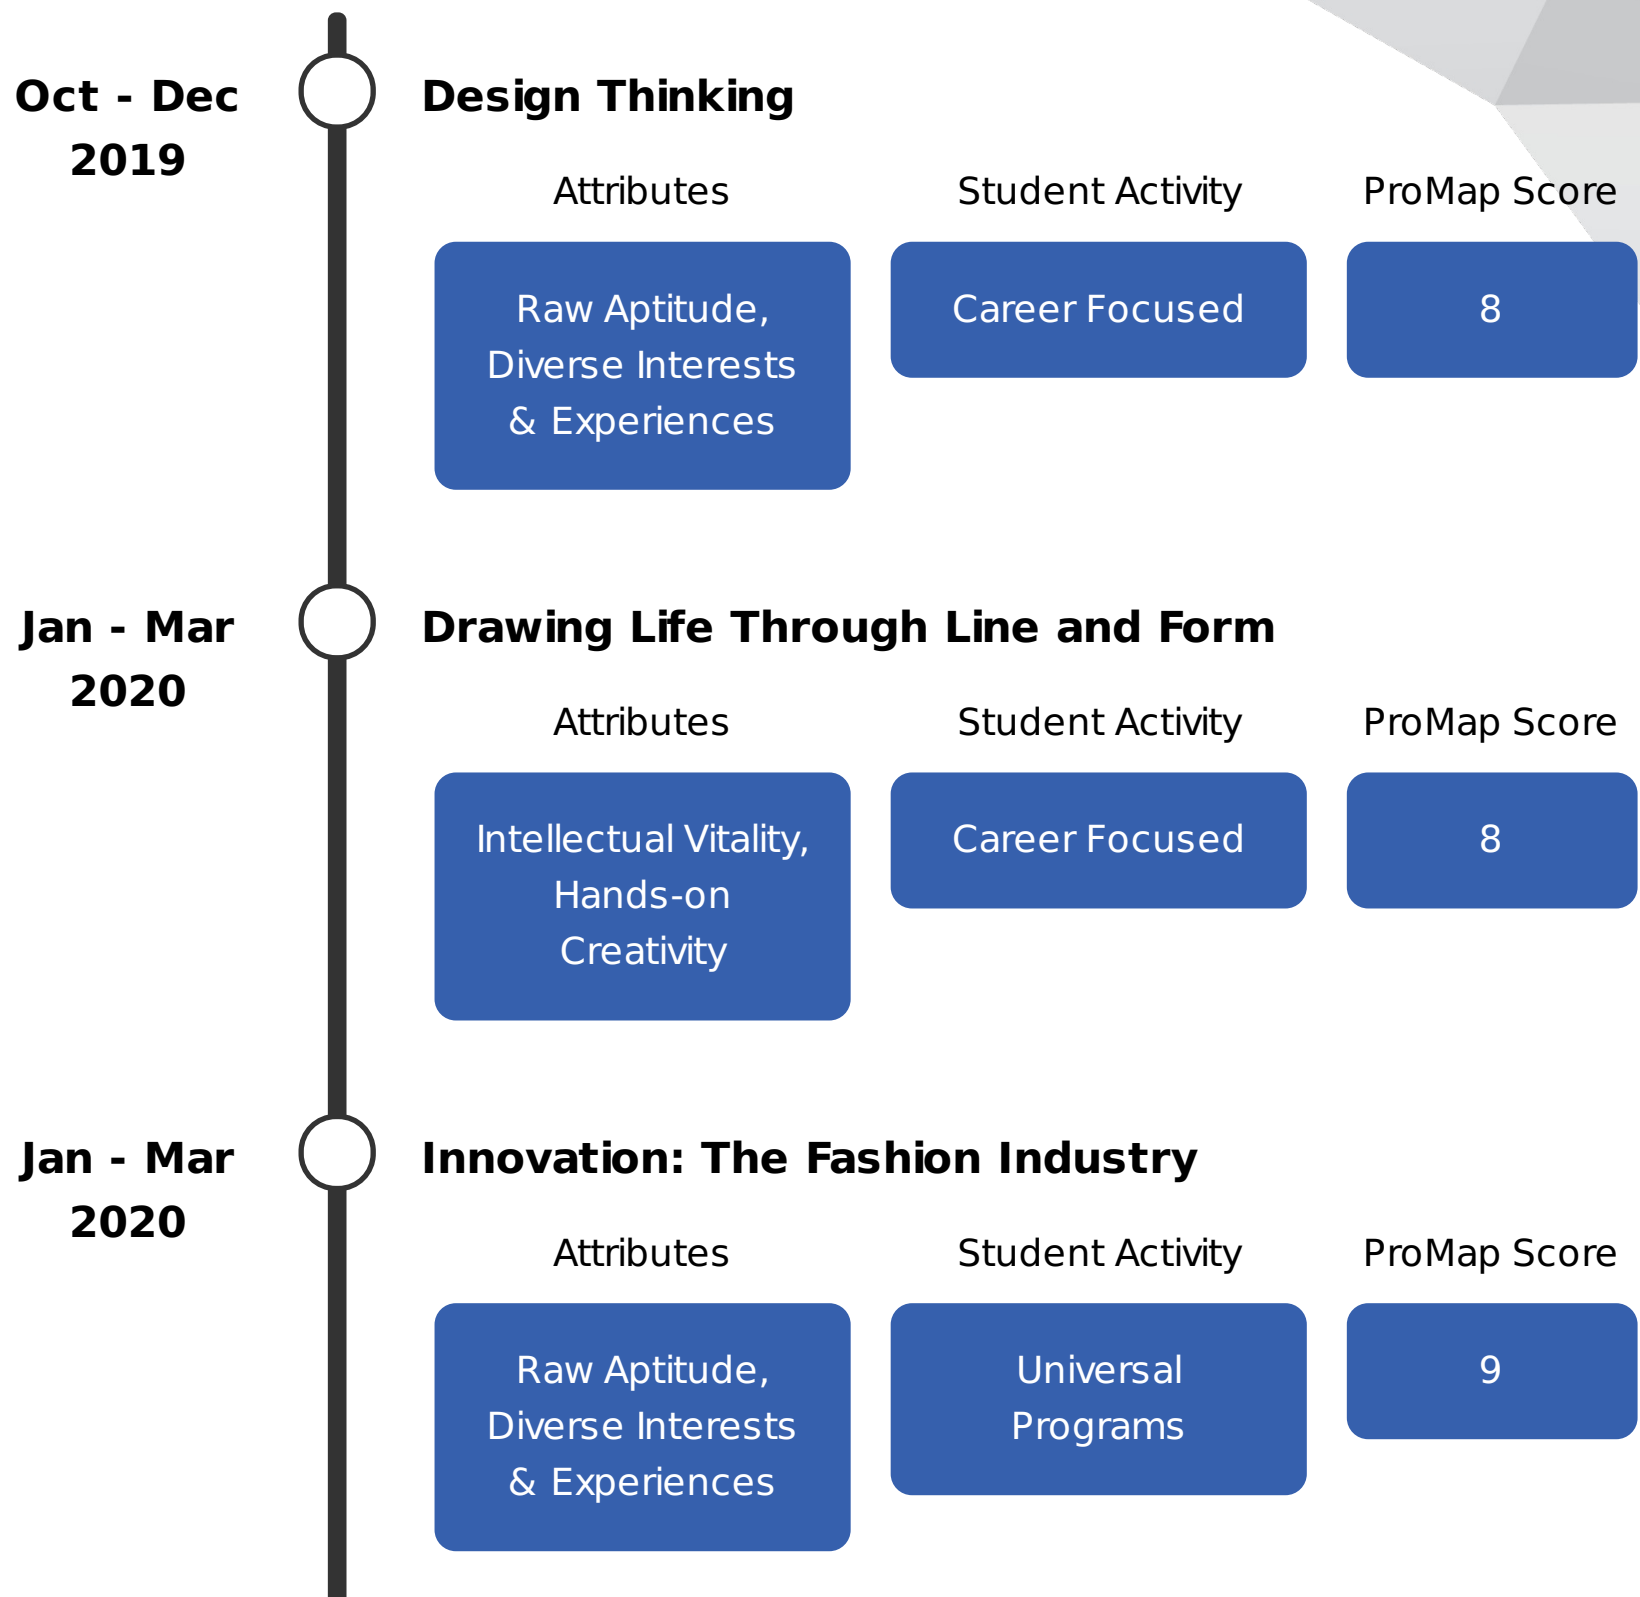 Oct - Dec
2019
Design Thinking
Attributes
Student Activity
ProMap Score
Raw Aptitude,
Diverse Interests
& Experiences
Career Focused
8
Jan - Mar
2020
Drawing Life Through Line and Form
Attributes
Student Activity
ProMap Score
Intellectual Vitality,
Hands-on
Creativity
Career Focused
8
Jan - Mar
2020
Innovation: The Fashion Industry
Attributes
Student Activity
ProMap Score
Raw Aptitude,
Diverse Interests
& Experiences
Universal
Programs
9